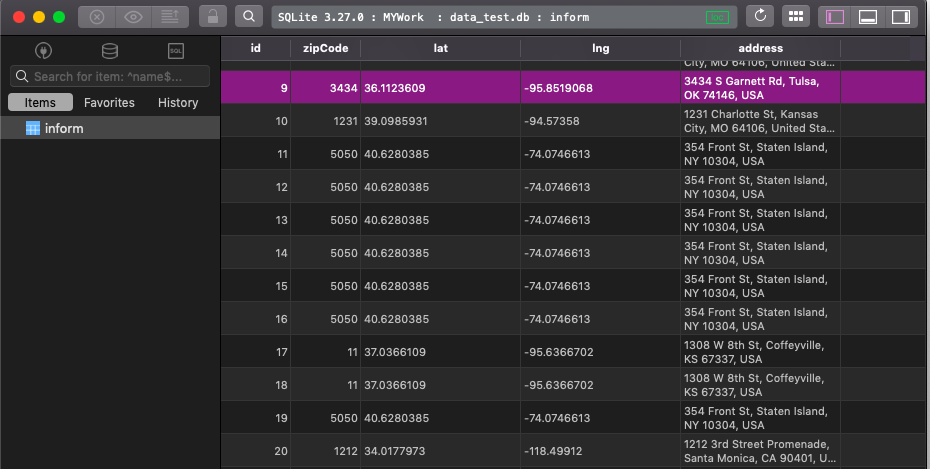 SQLite 3.27.0 : MYWork : data_test.db : inform
loc
SQL
Search for item: ^name$...
Items Favorites History
inform
id zipCode lat lng address
City, MO 64106, United Sta...
9 3434 36.1123609 -95.8519068 3434 S Garnett Rd, Tulsa,
OK 74146, USA
10 1231 39.0985931 -94.57358 1231 Charlotte St, Kansas
City, MO 64106, United Sta...
11 5050 40.6280385 -74.0746613 354 Front St, Staten Island,
NY 10304, USA
12 5050 40.6280385 -74.0746613 354 Front St, Staten Island,
NY 10304, USA
13 5050 40.6280385 -74.0746613 354 Front St, Staten Island,
NY 10304, USA
14 5050 40.6280385 -74.0746613 354 Front St, Staten Island,
NY 10304, USA
15 5050 40.6280385 -74.0746613 354 Front St, Staten Island,
NY 10304, USA
16 5050 40.6280385 -74.0746613 354 Front St, Staten Island,
NY 10304, USA
17 11 37.0366109 -95.6366702 1308 W 8th St, Coffeyville,
KS 67337, USA
18 11 37.0366109 -95.6366702 1308 W 8th St, Coffeyville,
KS 67337, USA
19 5050 40.6280385 -74.0746613 354 Front St, Staten Island,
NY 10304, USA
20 1212 34.0177973 -118.49912 1212 3rd Street Promenade,
Santa Monica, CA 90401, U...